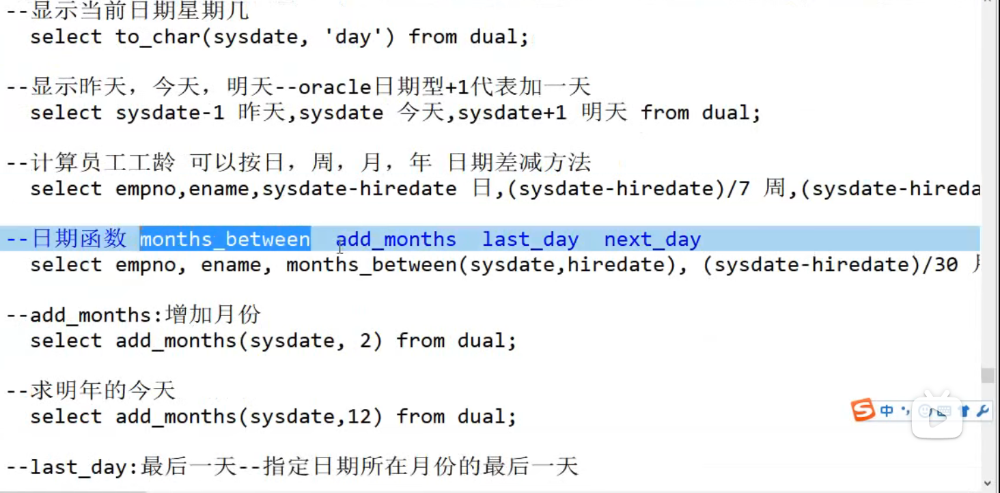 --显示当前日期星期几
select to_char(sysdate, 'day') from dual;
--显示昨天，今天，明天--oracle日期型+1代表加一天
select sysdate-1 昨天,sysdate 今天,sysdate+1 明天 from dual;
--计算员工工龄 可以按日，周，月，年 日期差减方法
select empno,ename,sysdate-hiredate 日,(sysdate-hiredate)/7 周,(sysdate-hireda
--日期函数 months_between add_months last_day next_day
select empno, ename, months_between(sysdate,hiredate), (sysdate-hiredate)/30
--add_months:增加月份
select add_months(sysdate, 2) from dual;
--求明年的今天
select add_months(sysdate,12) from dual;
中
--last_day:最后一天--指定日期所在月份的最后一天